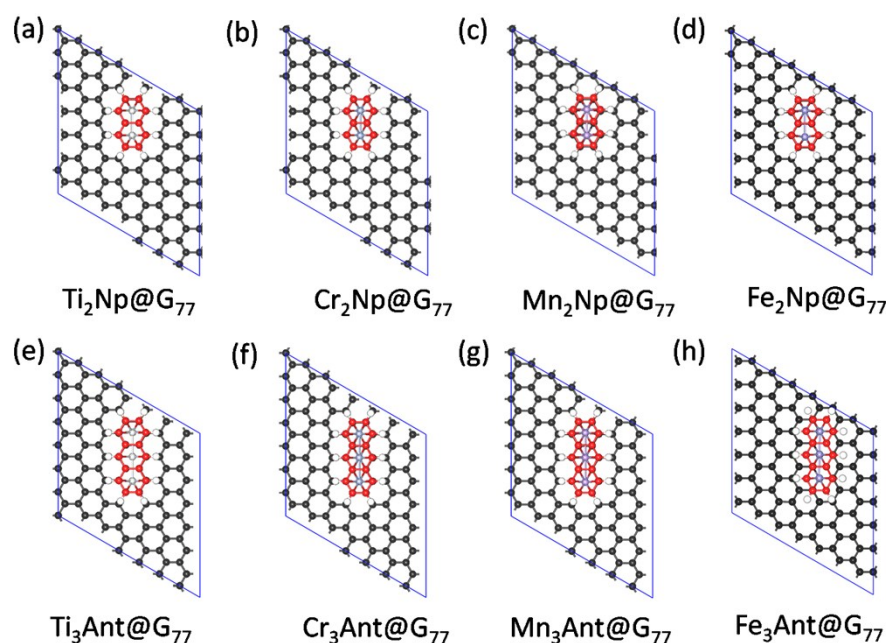 (a) (b) (c) (d)
Ti₂Np@G₇₇ Cr₂Np@G₇₇ Mn₂Np@G₇₇ Fe₂Np@G₇₇
(e) (f) (g) (h)
Ti₃Ant@G₇₇ Cr₃Ant@G₇₇ Mn₃Ant@G₇₇ Fe₃Ant@G₇₇